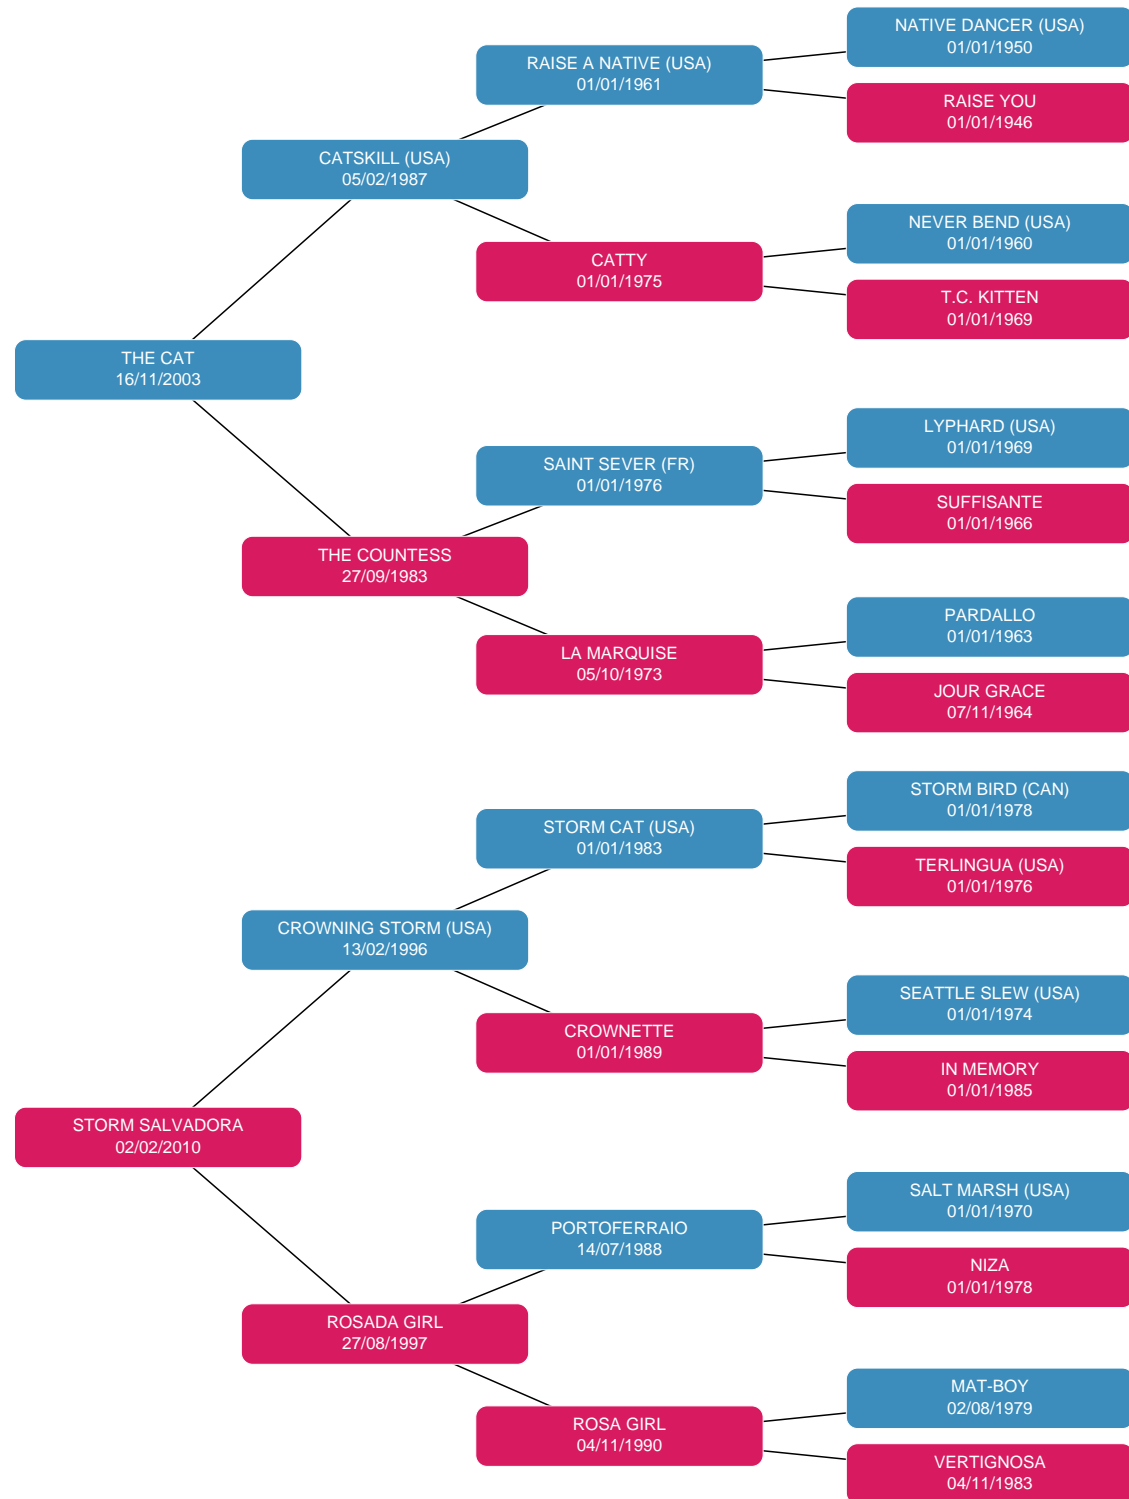 NATIVE DANCER (USA)
01/01/1950
RAISE A NATIVE (USA)
01/01/1961
RAISE YOU
01/01/1946
CATSKILL (USA)
05/02/1987
NEVER BEND (USA)
01/01/1960
CATTY
01/01/1975
T.C. KITTEN
01/01/1969
THE CAT
16/11/2003
LYPHARD (USA)
01/01/1969
SAINT SEVER (FR)
01/01/1976
SUFFISANTE
01/01/1966
THE COUNTESS
27/09/1983
PARDALLO
01/01/1963
LA MARQUISE
05/10/1973
JOUR GRACE
07/11/1964
STORM BIRD (CAN)
01/01/1978
STORM CAT (USA)
01/01/1983
TERLINGUA (USA)
01/01/1976
CROWNING STORM (USA)
13/02/1996
SEATTLE SLEW (USA)
01/01/1974
CROWNETTE
01/01/1989
IN MEMORY
01/01/1985
STORM SALVADORA
02/02/2010
SALT MARSH (USA)
01/01/1970
PORTOFERRAIO
14/07/1988
NIZA
01/01/1978
ROSADA GIRL
27/08/1997
MAT-BOY
02/08/1979
ROSA GIRL
04/11/1990
VERTIGNOSA
04/11/1983